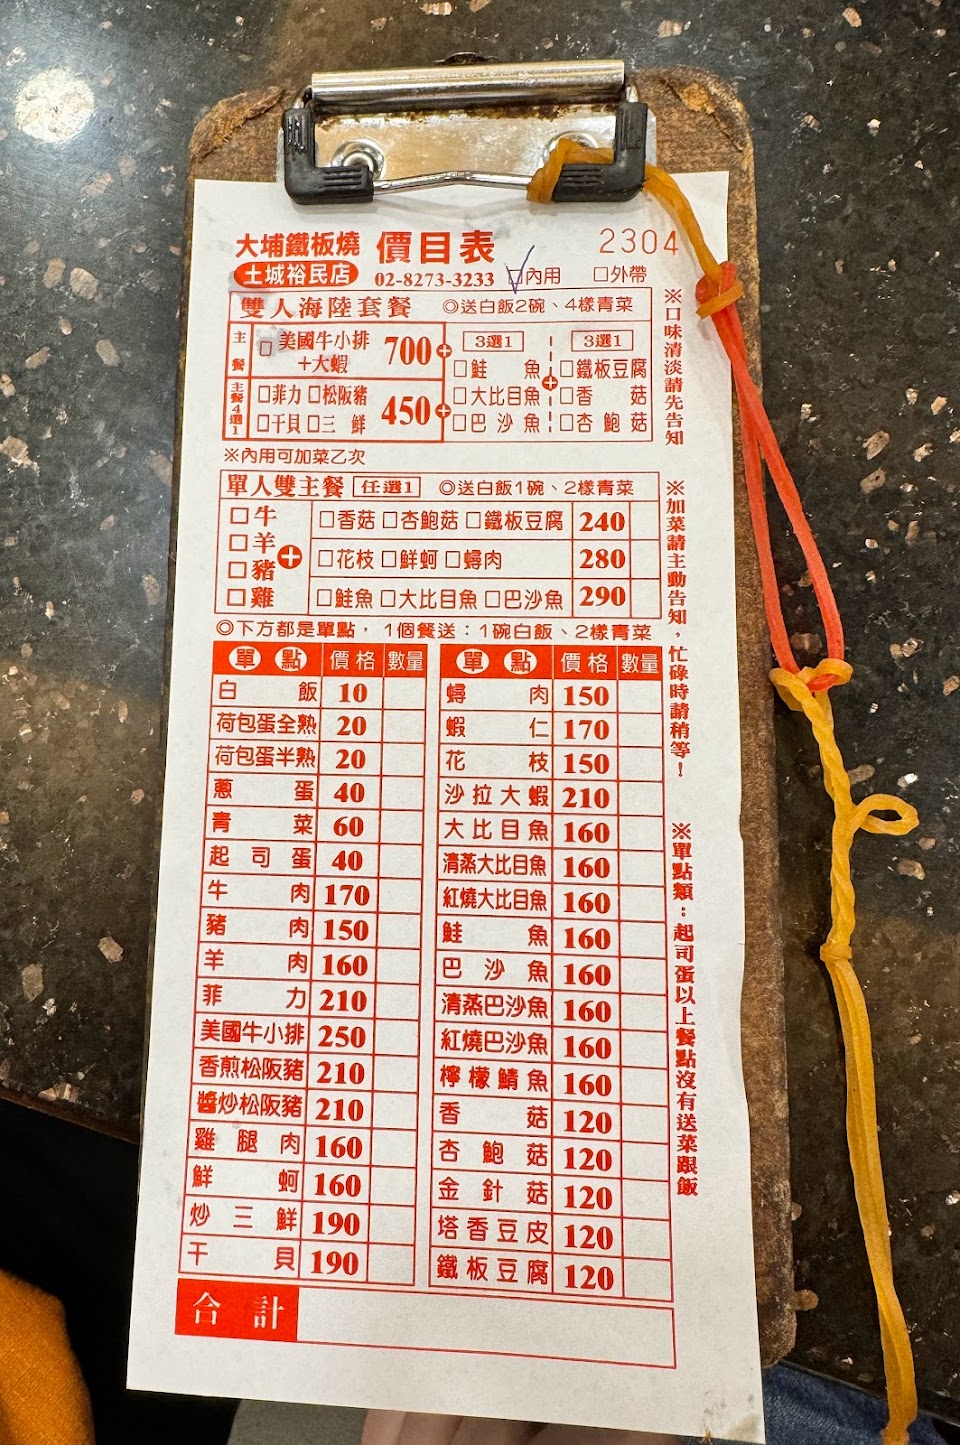 大埔鐵板燒 價目表 2304
土城裕民店 02-8273-3233 ☑內用 □外帶
雙人海陸套餐 ◎送白飯2碗、4樣青菜
主餐 □美國牛小排+大蝦 700 +
主餐4選1 □菲力 □松阪豬 □干貝 □三鮮 450 +
3選1 □鮭魚 □大比目魚 □巴沙魚
+
3選1 □鐵板豆腐 □香菇 □杏鮑菇
※內用可加菜乙次
單人雙主餐 任選1 ◎送白飯1碗、2樣青菜
□牛 □羊 □豬 □雞 +
□香菇 □杏鮑菇 □鐵板豆腐 240
□花枝 □鮮蚵 □蟳肉 280
□鮭魚 □大比目魚 □巴沙魚 290
◎下方都是單點，1個餐送：1碗白飯、2樣青菜
單點 價格 數量
白飯 10
荷包蛋全熟 20
荷包蛋半熟 20
蔥蛋 40
青菜 60
起司蛋 40
牛肉 170
豬肉 150
羊肉 160
菲力 210
美國牛小排 250
香煎松阪豬 210
醬炒松阪豬 210
雞腿肉 160
鮮蚵 160
炒三鮮 190
干貝 190
單點 價格 數量
蟳肉 150
蝦仁 170
花枝 150
沙拉大蝦 210
大比目魚 160
清蒸大比目魚 160
紅燒大比目魚 160
鮭魚 160
巴沙魚 160
清蒸巴沙魚 160
紅燒巴沙魚 160
檸檬鯖魚 160
香菇 120
杏鮑菇 120
金針菇 120
塔香豆皮 120
鐵板豆腐 120
合計
※口味清淡請先告知
※加菜請主動告知，忙碌時請稍等！
※單點類：起司蛋以上餐點沒有送菜跟飯